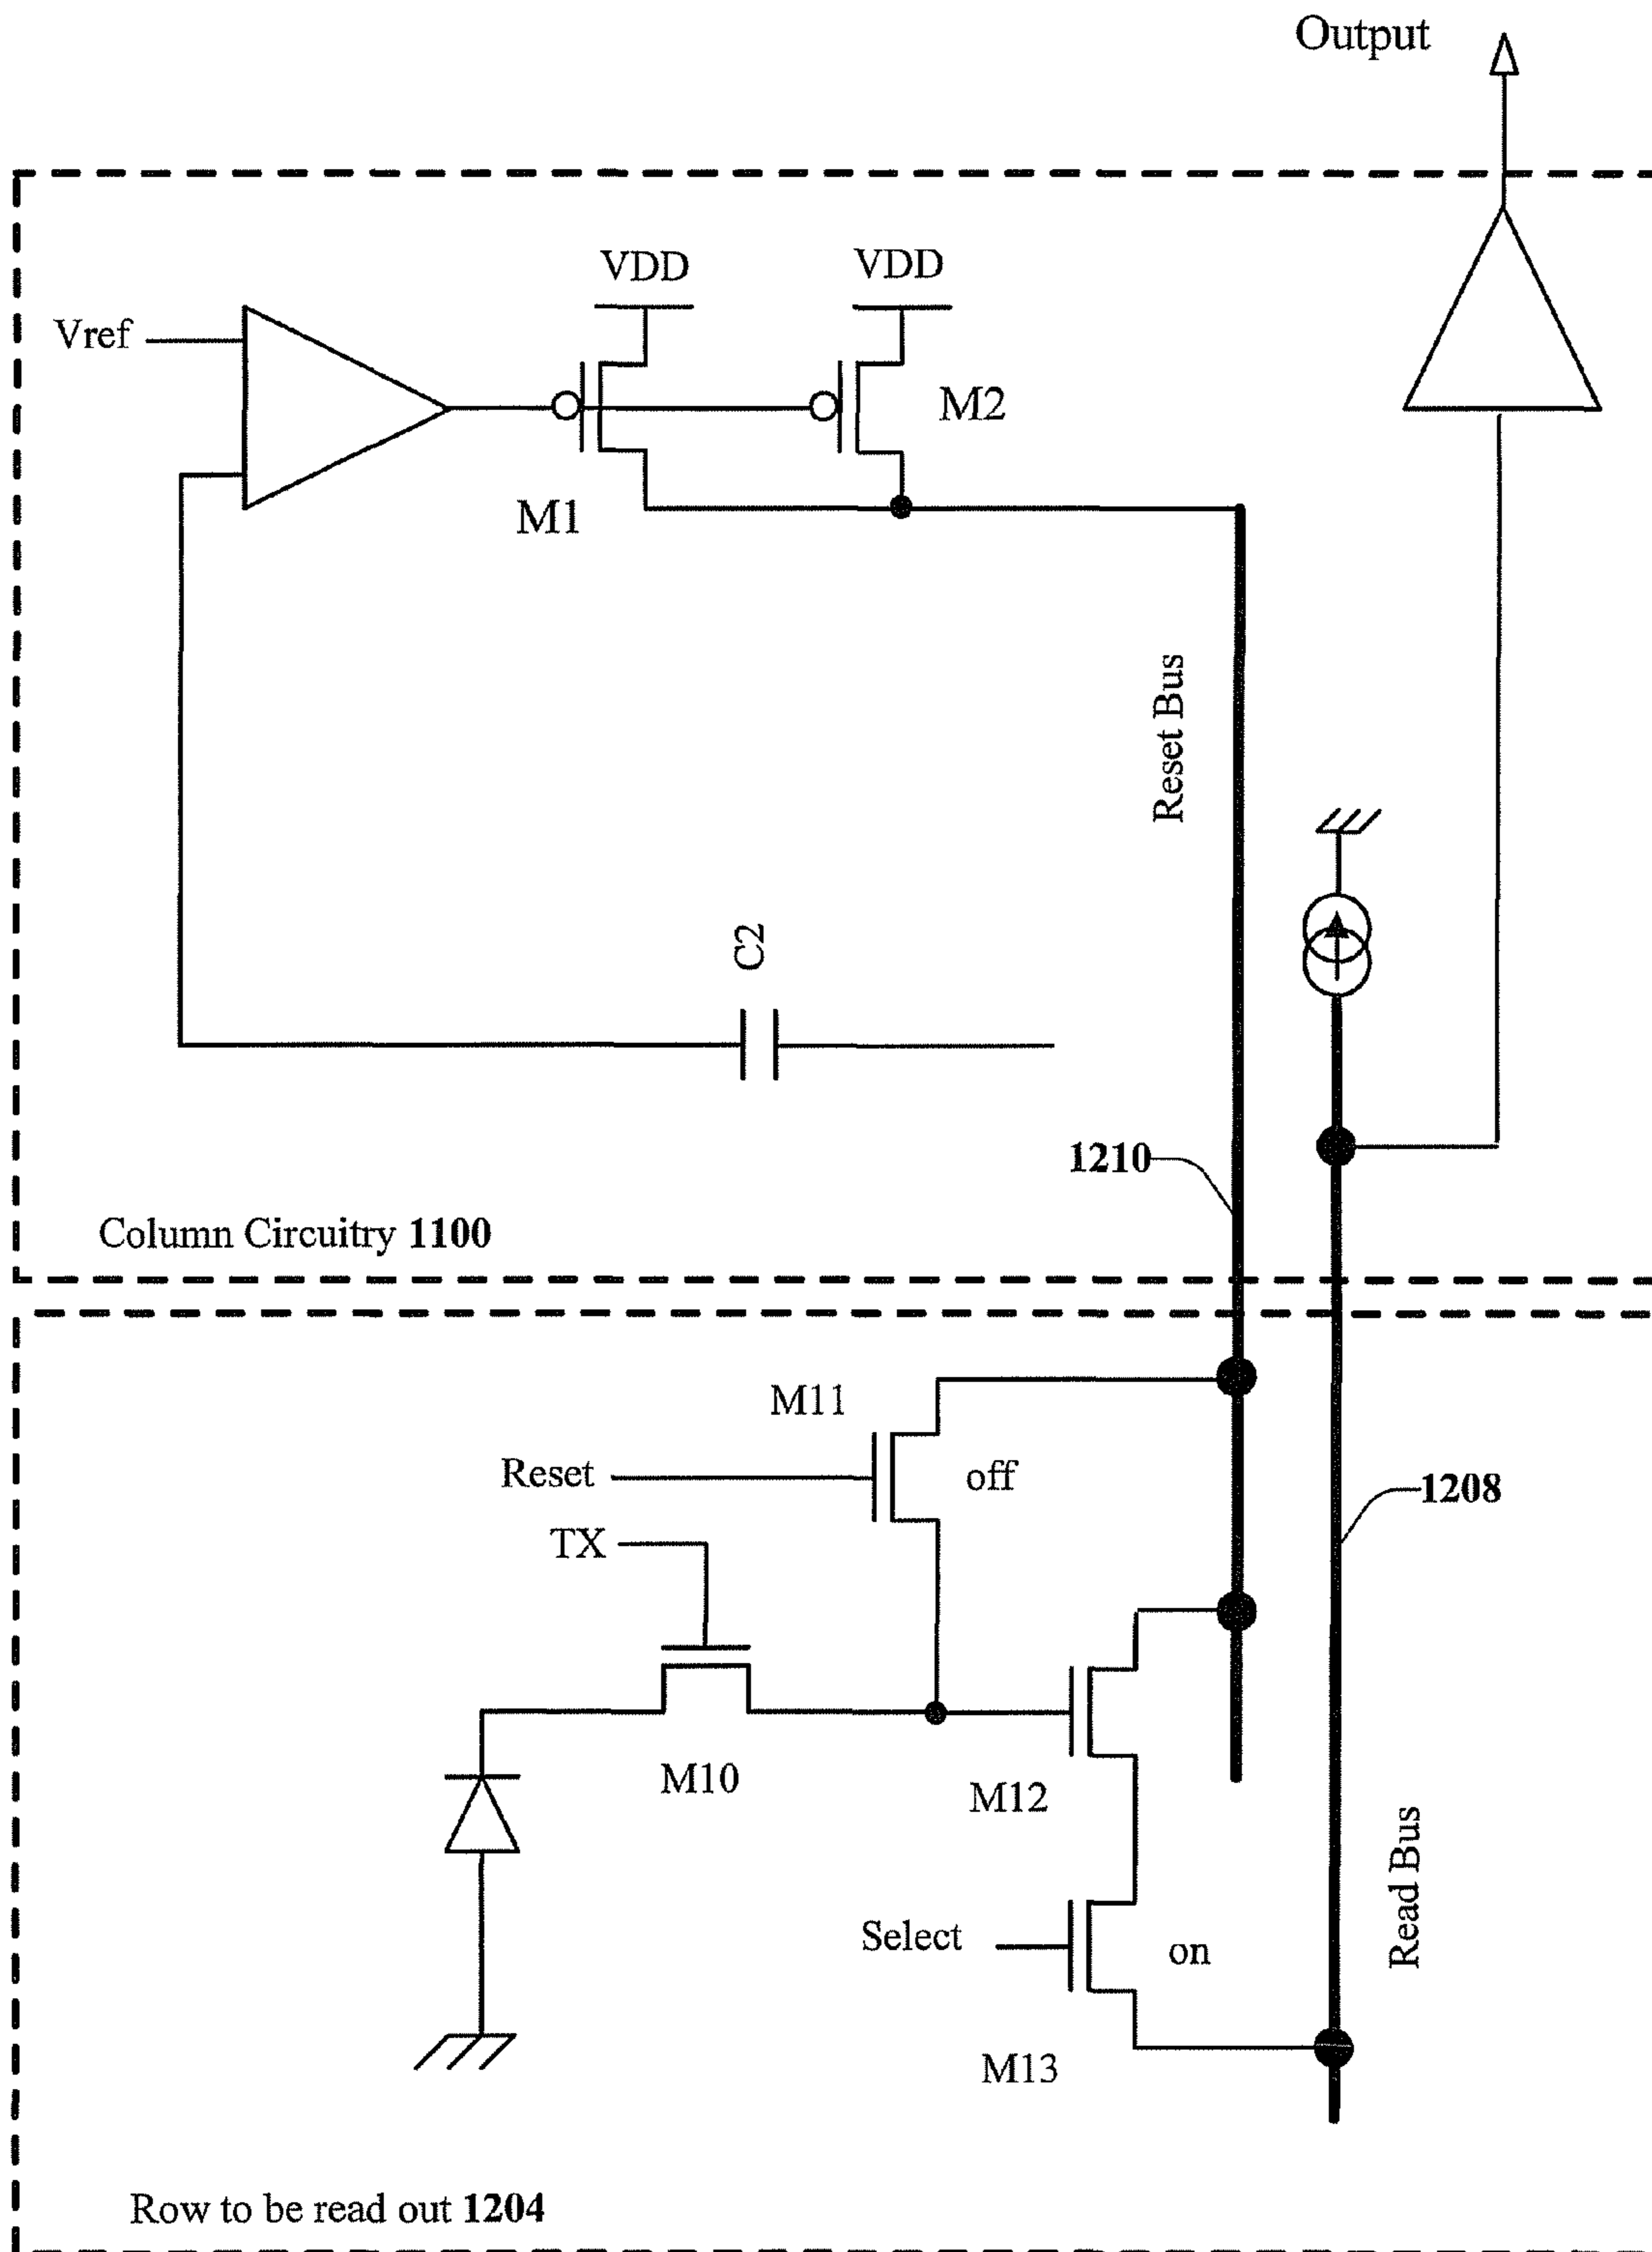 Output
VDD
VDD
Vref
M2
M1
Reset Bus
C2
1210
Column Circuitry 1100
M11
Reset
off
1208
TX
M10
M12
Read Bus
Select
on
M13
Row to be read out 1204